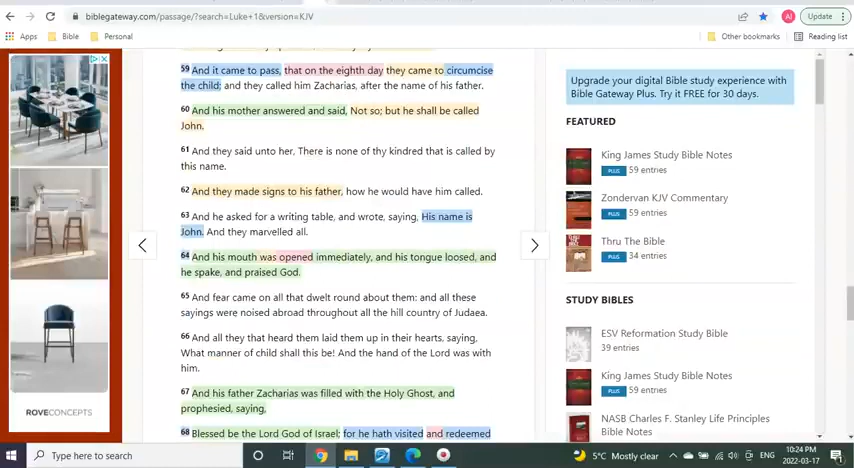 biblegateway.com/passage/?search=Luke+1&version=KJV
AI
Update
Apps
Bible
Personal
Other bookmarks
Reading list
59 And it came to pass, that on the eighth day they came to circumcise
the child; and they called him Zacharias, after the name of his father.
60 And his mother answered and said, Not so; but he shall be called
John.
61 And they said unto her, There is none of thy kindred that is called by
this name.
62 And they made signs to his father, how he would have him called.
63 And he asked for a writing table, and wrote, saying, His name is
John. And they marvelled all.
64 And his mouth was opened immediately, and his tongue loosed, and
he spake, and praised God.
65 And fear came on all that dwelt round about them: and all these
sayings were noised abroad throughout all the hill country of Judaea.
66 And all they that heard them laid them up in their hearts, saying,
What manner of child shall this be! And the hand of the Lord was with
him.
67 And his father Zacharias was filled with the Holy Ghost, and
prophesied, saying,
68 Blessed be the Lord God of Israel; for he hath visited and redeemed
ROVECONCEPTS
Upgrade your digital Bible study experience with
Bible Gateway Plus. Try it FREE for 30 days.
FEATURED
King James Study Bible Notes
PLUS 59 entries
Zondervan KJV Commentary
PLUS 59 entries
Thru The Bible
PLUS 34 entries
STUDY BIBLES
ESV Reformation Study Bible
39 entries
King James Study Bible Notes
PLUS 59 entries
NASB Charles F. Stanley Life Principles
Bible Notes
Type here to search
5°C Mostly clear
ENG
10:24 PM
2022-03-17